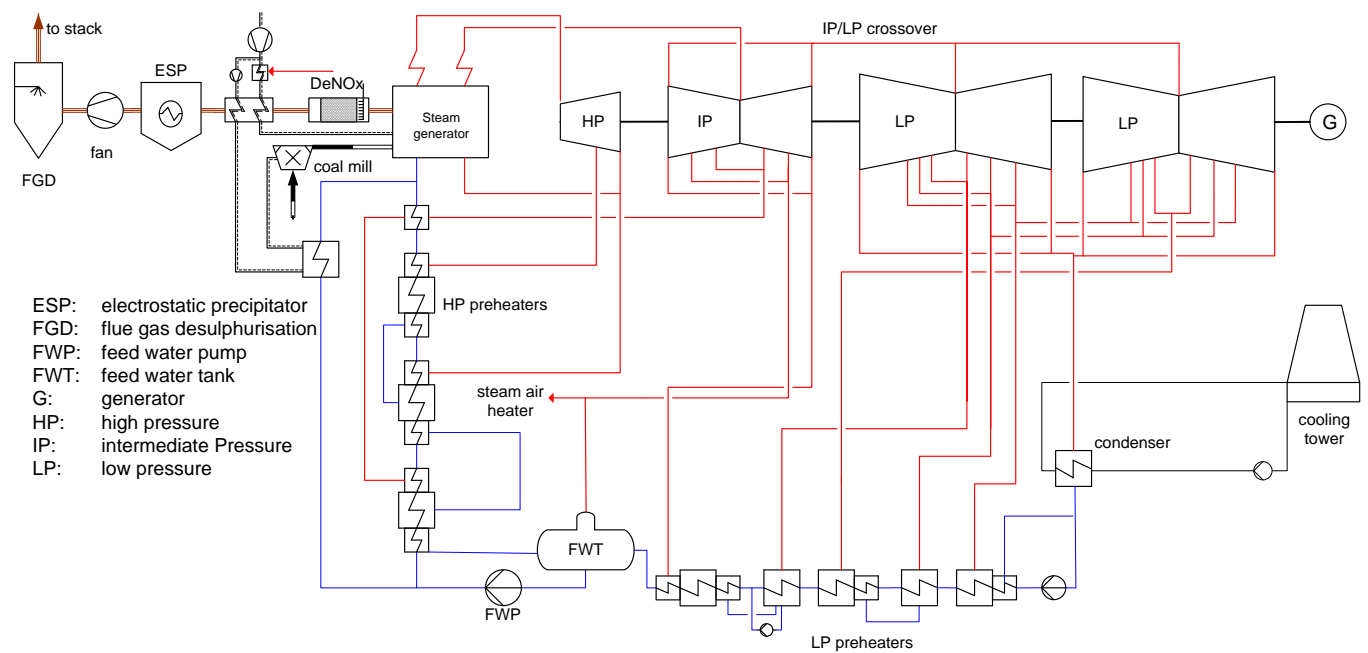 to stack
IP/LP crossover
ESP
DeNOx
Steam
generator
HP
IP
LP
LP
G
fan
coal mill
FGD
HP preheaters
ESP: electrostatic precipitator
FGD: flue gas desulphurisation
FWP: feed water pump
FWT: feed water tank
G: generator
HP: high pressure
IP: intermediate Pressure
LP: low pressure
steam air
heater
cooling
tower
condenser
FWT
FWP
LP preheaters